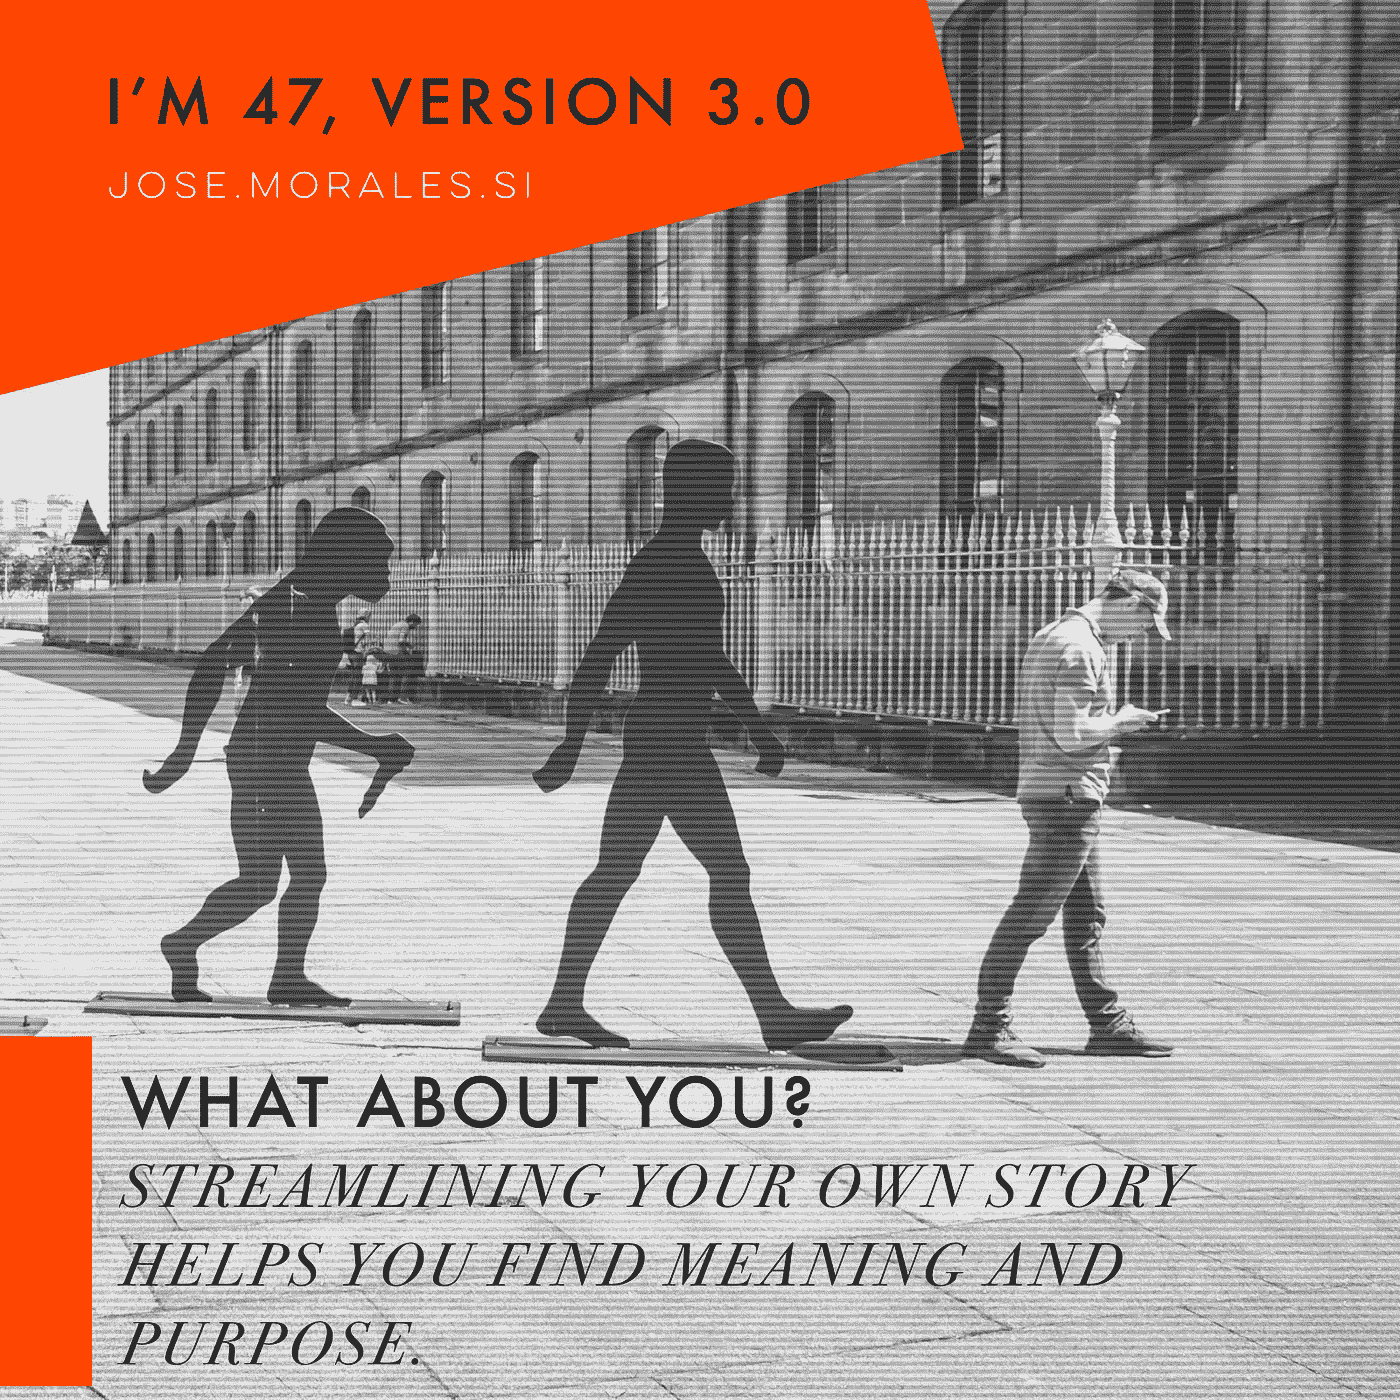 I'M 47, VERSION 3.0
JOSE.MORALES.SI
WHAT ABOUT YOU?
STREAMLINING YOUR OWN STORY
HELPS YOU FIND MEANING AND
PURPOSE.